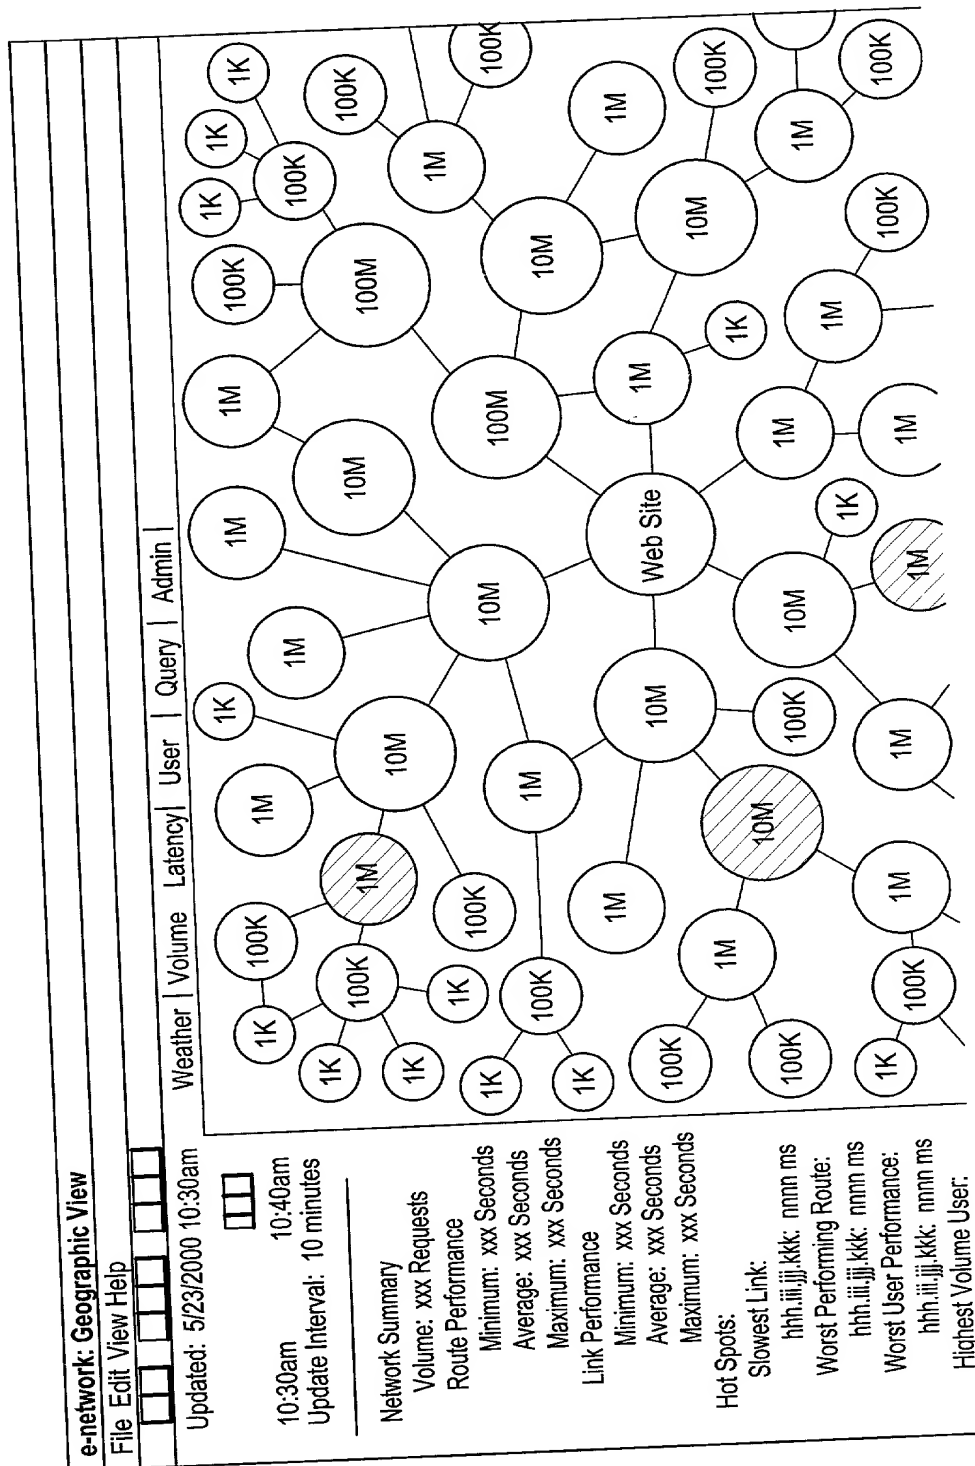 e-network: Geographic View
File Edit View Help
Weather | Volume Latency| User | Query | Admin |
Updated: 5/23/2000 10:30am
10:30am 10:40am
Update Interval: 10 minutes
Network Summary
Volume: xxx Requests
Route Performance
Minimum: xxx Seconds
Average: xxx Seconds
Maximum: xxx Seconds
Link Performance
Minimum: xxx Seconds
Average: xxx Seconds
Maximum: xxx Seconds
Hot Spots:
Slowest Link:
hhh.iii.jjj.kkk: nnnn ms
Worst Performing Route:
hhh.iii.jjj.kkk: nnnn ms
Worst User Performance:
hhh.iii.jjj.kkk: nnnn ms
Highest Volume User:
1K
100K
1M
1K
1M
1M
1M
100K
1K
1K
1K
1K
100K
1M
10M
10M
100M
100K
100K
1K
1K
100K
10M
100M
1M
100K
1K
100K
1M
10M
1K
1M
10M
Web Site
1M
1M
100K
1M
10M
1K
10M
100K
100K
100K
10M
1K
1M
1M
1M
1K
100K
1M
1M
1M
1M
100K
100K